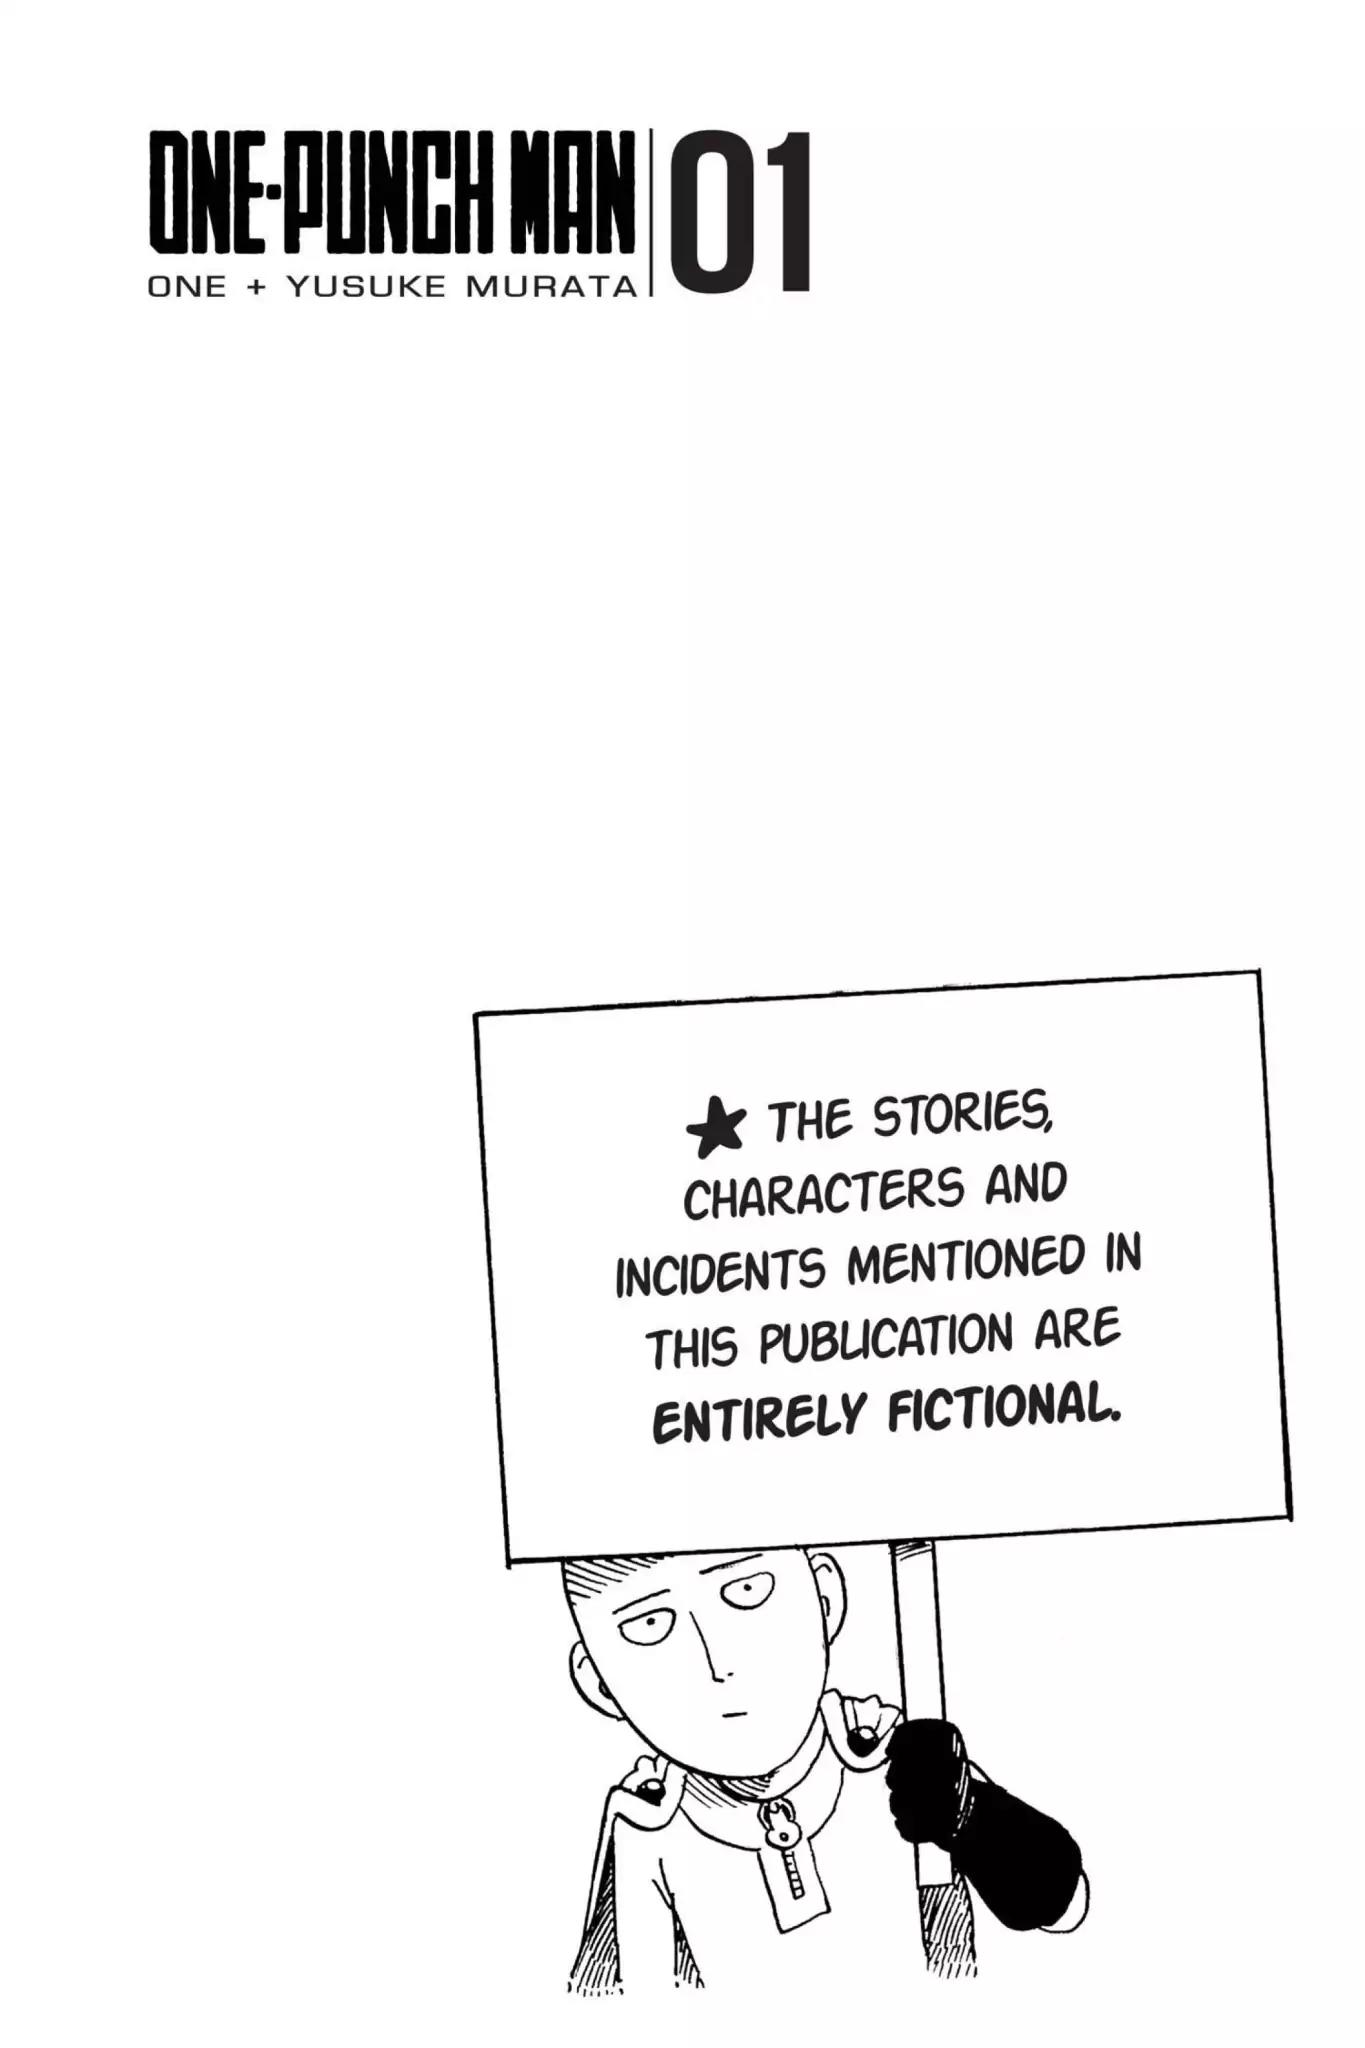 ONE-PUNCH MAN 01
ONE + YUSUKE MURATA
★ THE STORIES,
CHARACTERS AND
INCIDENTS MENTIONED IN
THIS PUBLICATION ARE
ENTIRELY FICTIONAL.